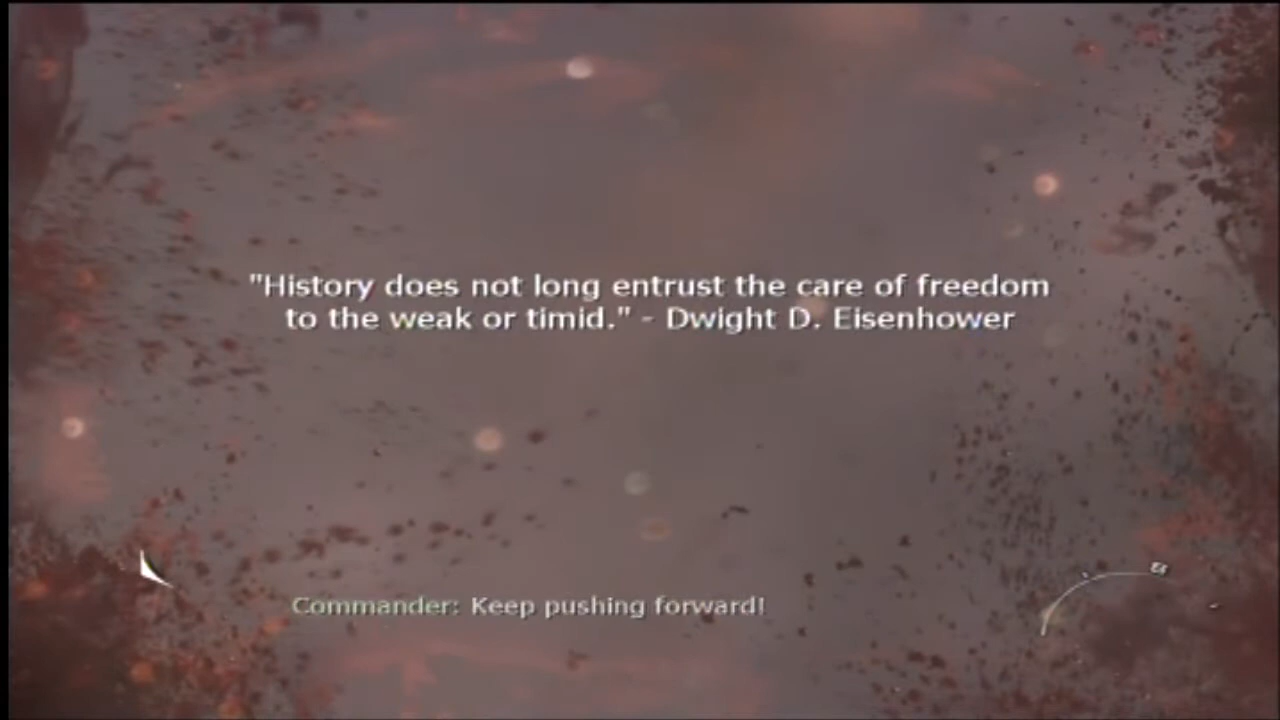 "History does not long entrust the care of freedom
to the weak or timid." - Dwight D. Eisenhower
Commander: Keep pushing forward!